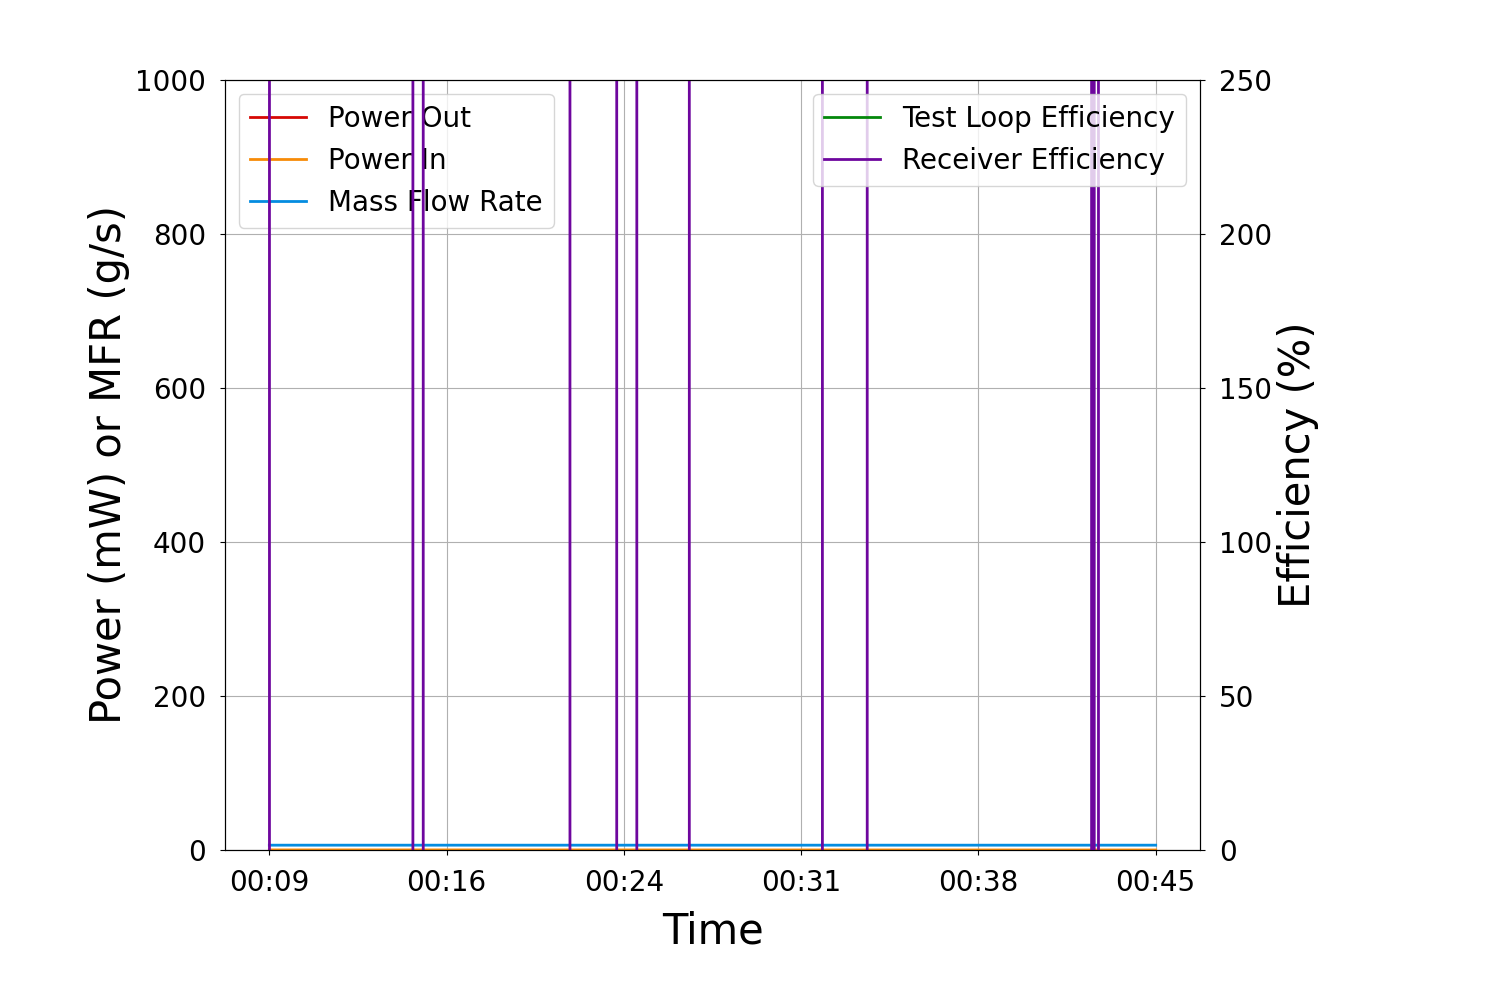 Power (mW) or MFR (g/s)
1000
800
600
400
200
0
Power Out
Power In
Mass Flow Rate
Test Loop Efficiency
Receiver Efficiency
250
200
150
100
50
0
Efficiency (%)
00:09 00:16 00:24 00:31 00:38 00:45
Time